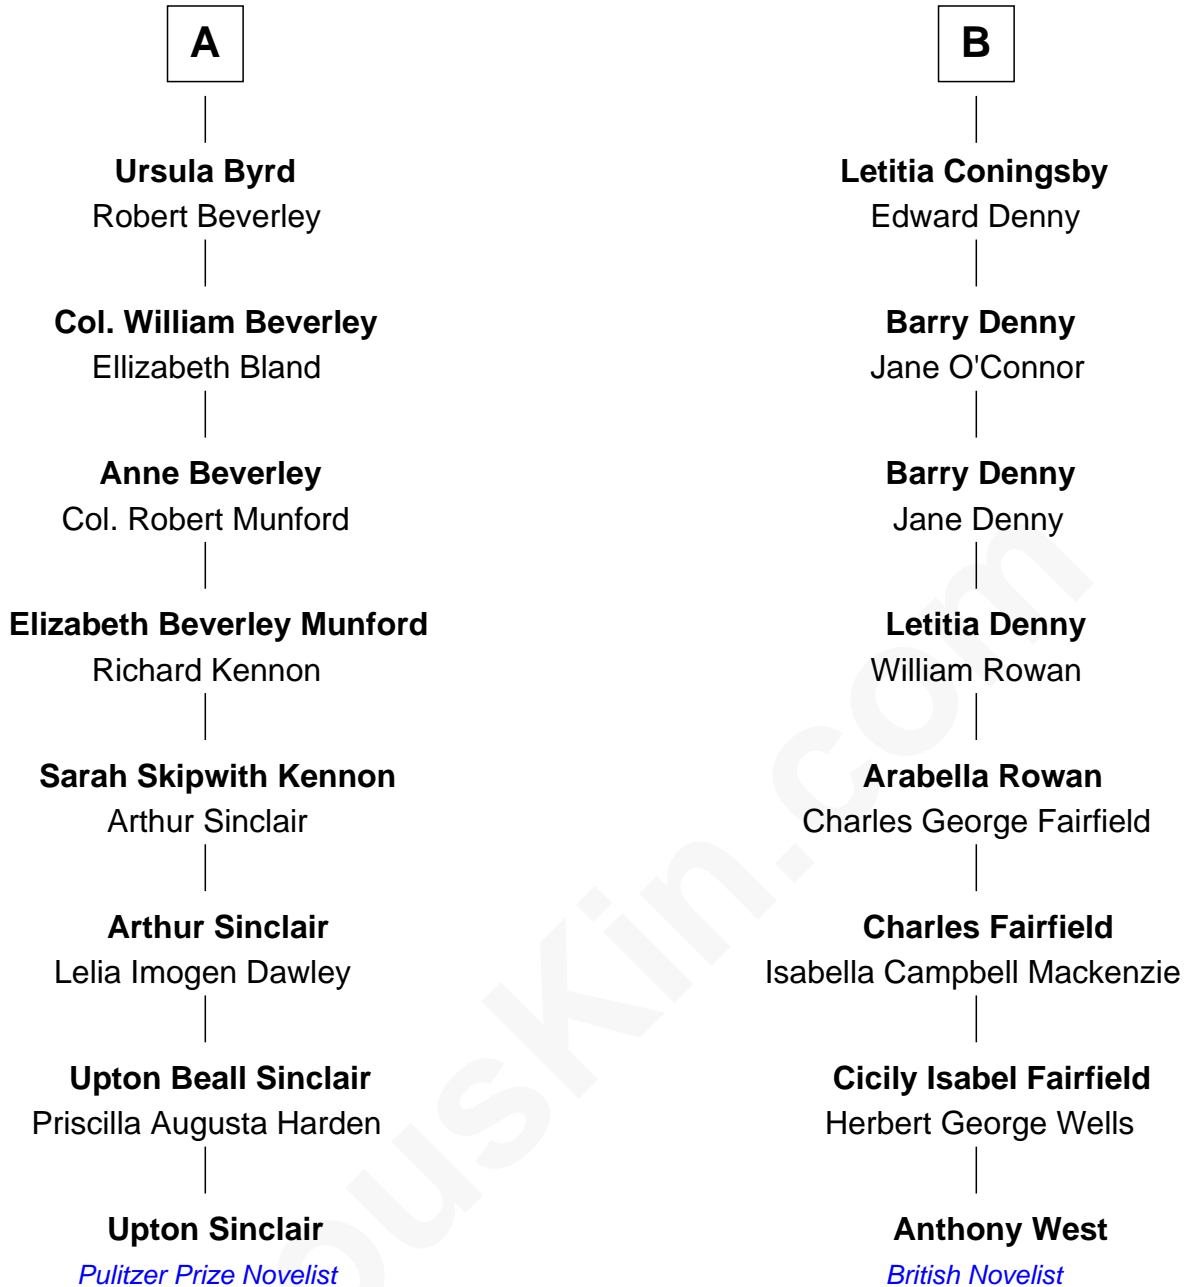 A
Ursula Byrd
Robert Beverley
Col. William Beverley
Ellizabeth Bland
Anne Beverley
Col. Robert Munford
Elizabeth Beverley Munford
Richard Kennon
Sarah Skipwith Kennon
Arthur Sinclair
Arthur Sinclair
Lelia Imogen Dawley
Upton Beall Sinclair
Priscilla Augusta Harden
Upton Sinclair
Pulitzer Prize Novelist
B
Letitia Coningsby
Edward Denny
Barry Denny
Jane O'Connor
Barry Denny
Jane Denny
Letitia Denny
William Rowan
Arabella Rowan
Charles George Fairfield
Charles Fairfield
Isabella Campbell Mackenzie
Cicily Isabel Fairfield
Herbert George Wells
Anthony West
British Novelist
ousKin.com